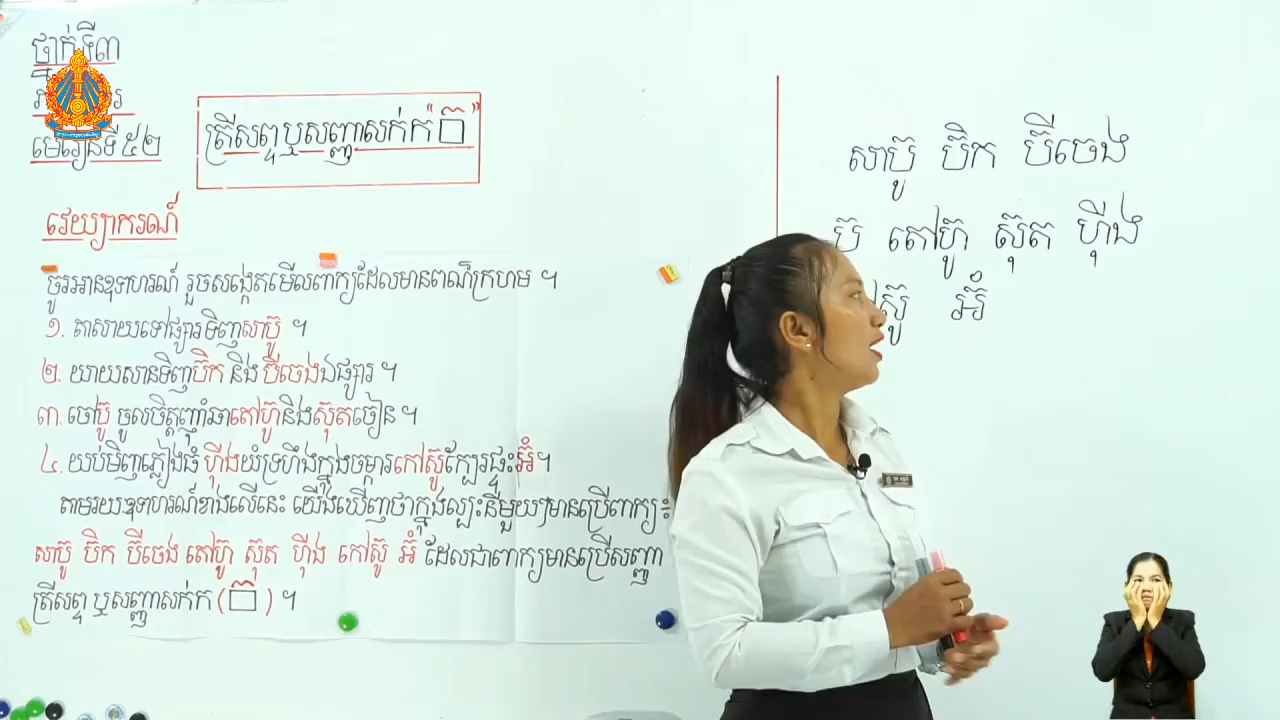 ថ្នាក់ទី៣
មេរៀនទី ៥២
ត្រីសព្ទ ឬ សញ្ញាសក់ក "៊"
វេយ្យាករណ៍
ចូរអានឧទាហរណ៍ រួចសង្កេតមើលពាក្យដែលមានពណ៌ក្រហម ។
១. តាសាយទៅផ្សារទិញសាប៊ូ ។
២. យាយសានទិញប៊ិក និង ប៊ីចេងឯផ្សារ ។
៣. ចៅប៊ូ ចូលចិត្តញ៉ាំឆាតៅហ៊ូនិងស៊ុតចៀន ។
៤. យប់មិញភ្លៀងធំ ហ៊ីងយំទ្រហឹងក្នុងចម្ការកៅស៊ូក្បែរផ្ទះអ៊ំ។
តាមរយឧទាហរណ៍ខាងលើនេះ យើងឃើញថាក្នុងល្បះនីមួយៗមានប្រើពាក្យ៖
សាប៊ូ ប៊ិក ប៊ីចេង តៅហ៊ូ ស៊ុត ហ៊ីង កៅស៊ូ អ៊ំ ដែលជាពាក្យមានប្រើសញ្ញា
ត្រីសព្ទ ឬ សញ្ញាសក់ក ( ៊ ) ។
សាប៊ូ ប៊ិក ប៊ីចេង
តៅហ៊ូ ស៊ុត ហ៊ីង
ស៊ូ អ៊ំ